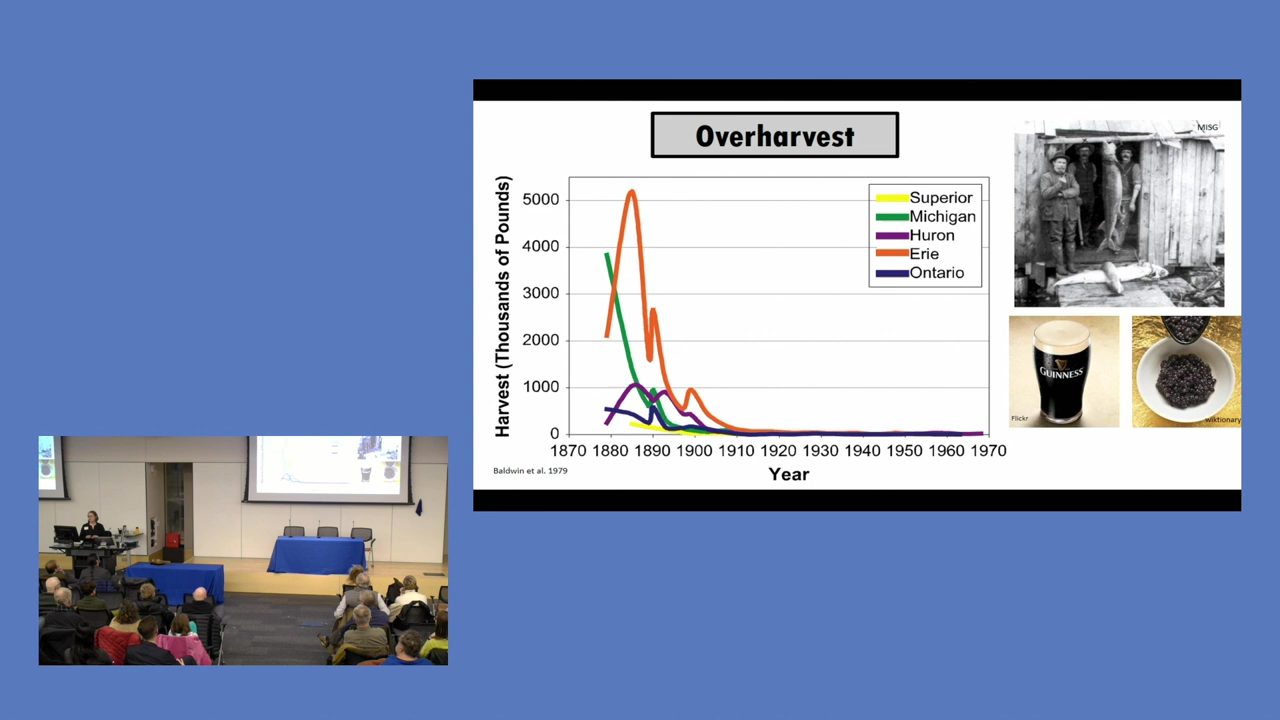 Overharvest
MISG
Harvest (Thousands of Pounds)
5000
4000
3000
2000
1000
0
1870 1880 1890 1900 1910 1920 1930 1940 1950 1960 1970
Year
Superior
Michigan
Huron
Erie
Ontario
GUINNESS
Flickr
wiktionary
Baldwin et al. 1979